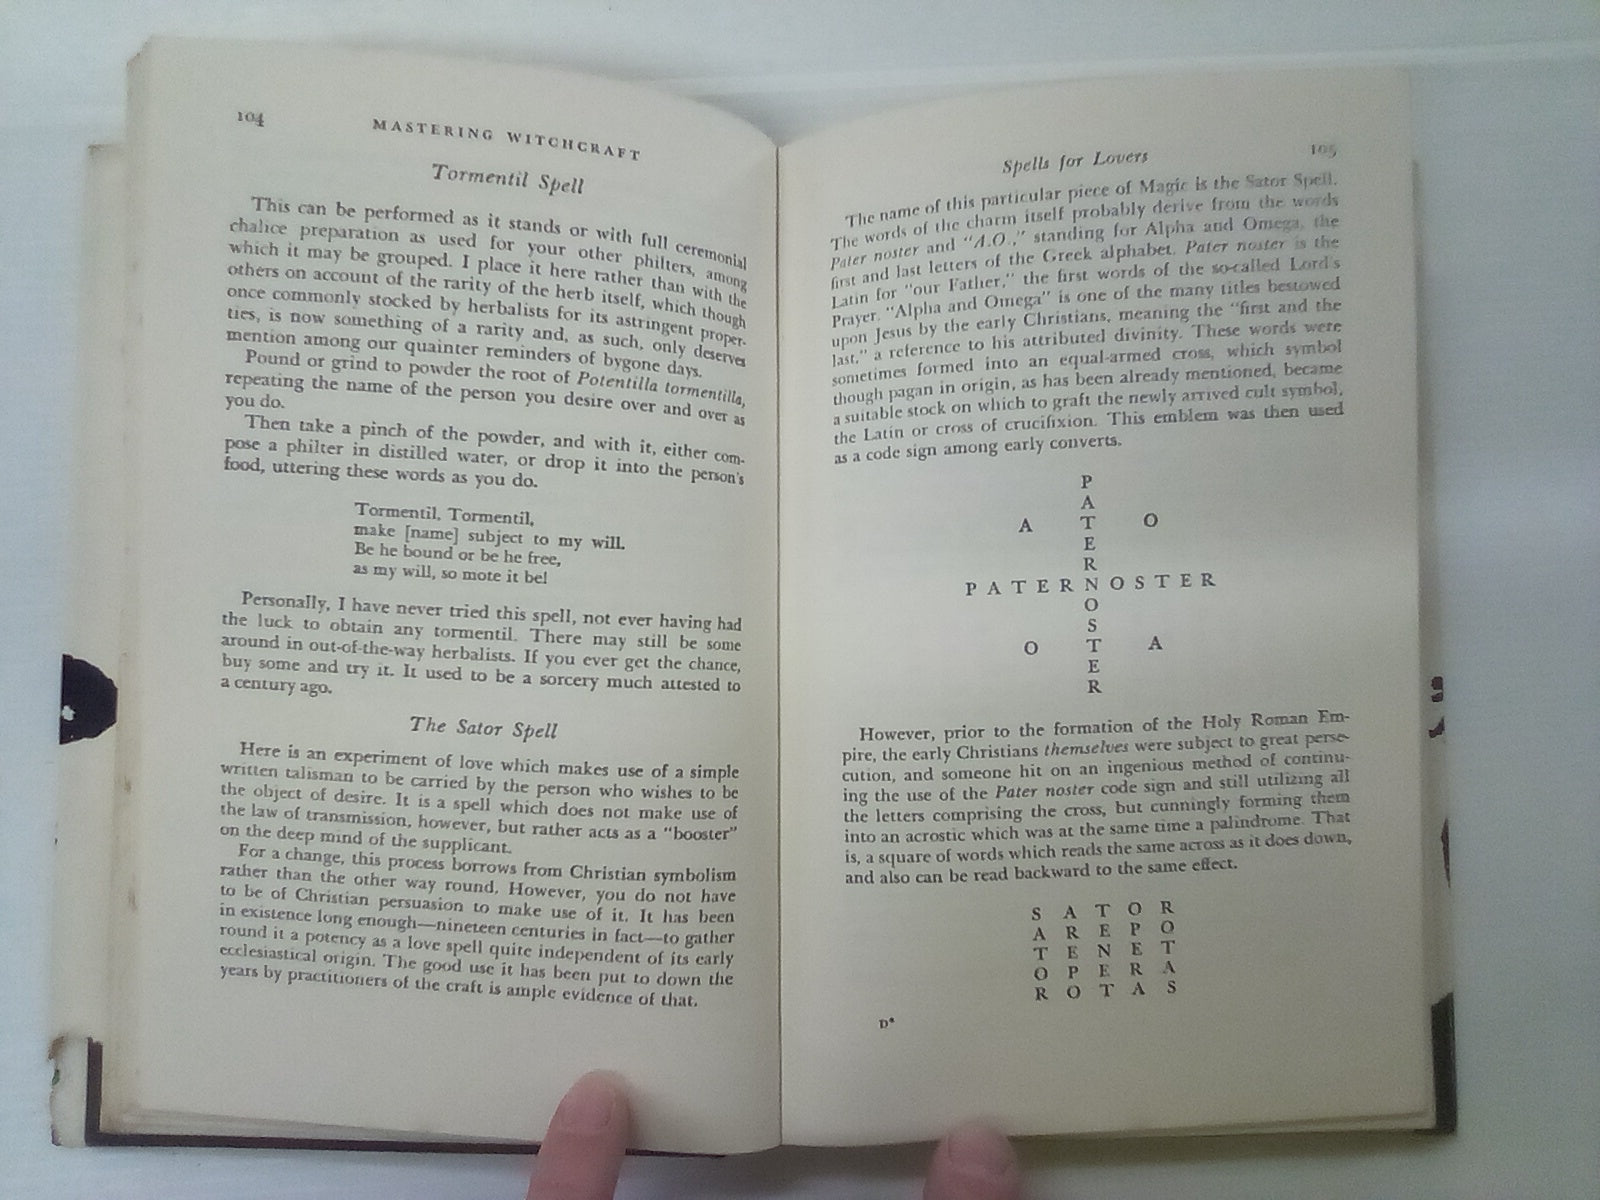 104
MASTERING WITCHCRAFT
Tormentil Spell
This can be performed as it stands or with full ceremonial
chalice preparation as used for your other philters, among
which it may be grouped. I place it here rather than with the
others on account of the rarity of the herb itself, which though
once commonly stocked by herbalists for its astringent proper-
ties, is now something of a rarity and, as such, only deserves
mention among our quainter reminders of bygone days.
Pound or grind to powder the root of Potentilla tormentilla,
repeating the name of the person you desire over and over as
you do.
Then take a pinch of the powder, and with it, either com-
pose a philter in distilled water, or drop it into the person's
food, uttering these words as you do.
Tormentil, Tormentil,
make [name] subject to my will.
Be he bound or be he free,
as my will, so mote it be!
Personally, I have never tried this spell, not ever having had
the luck to obtain any tormentil. There may still be some
around in out-of-the-way herbalists. If you ever get the chance,
buy some and try it. It used to be a sorcery much attested to
a century ago.
The Sator Spell
Here is an experiment of love which makes use of a simple
written talisman to be carried by the person who wishes to be
the object of desire. It is a spell which does not make use of
the law of transmission, however, but rather acts as a "booster"
on the deep mind of the supplicant.
For a change, this process borrows from Christian symbolism
rather than the other way round. However, you do not have
to be of Christian persuasion to make use of it. It has been
in existence long enough—nineteen centuries in fact—to gather
round it a potency as a love spell quite independent of its early
ecclesiastical origin. The good use it has been put to down the
years by practitioners of the craft is ample evidence of that.
Spells for Lovers
105
The name of this particular piece of Magic is the Sator Spell.
The words of the charm itself probably derive from the words
Pater noster and "A.O.," standing for Alpha and Omega, the
first and last letters of the Greek alphabet. Pater noster is the
Latin for "our Father," the first words of the so-called Lord's
Prayer. "Alpha and Omega" is one of the many titles bestowed
upon Jesus by the early Christians, meaning the "first and the
last," a reference to his attributed divinity. These words were
sometimes formed into an equal-armed cross, which symbol
though pagan in origin, as has been already mentioned, became
a suitable stock on which to graft the newly arrived cult symbol,
the Latin or cross of crucifixion. This emblem was then used
as a code sign among early converts.
P
A
A T O
E
R
P A T E R N O S T E R
O
S
O T A
E
R
However, prior to the formation of the Holy Roman Em-
pire, the early Christians themselves were subject to great perse-
cution, and someone hit on an ingenious method of continu-
ing the use of the Pater noster code sign and still utilizing all
the letters comprising the cross, but cunningly forming them
into an acrostic which was at the same time a palindrome. That
is, a square of words which reads the same across as it does down,
and also can be read backward to the same effect.
S A T O R
A R E P O
T E N E T
O P E R A
R O T A S
D*